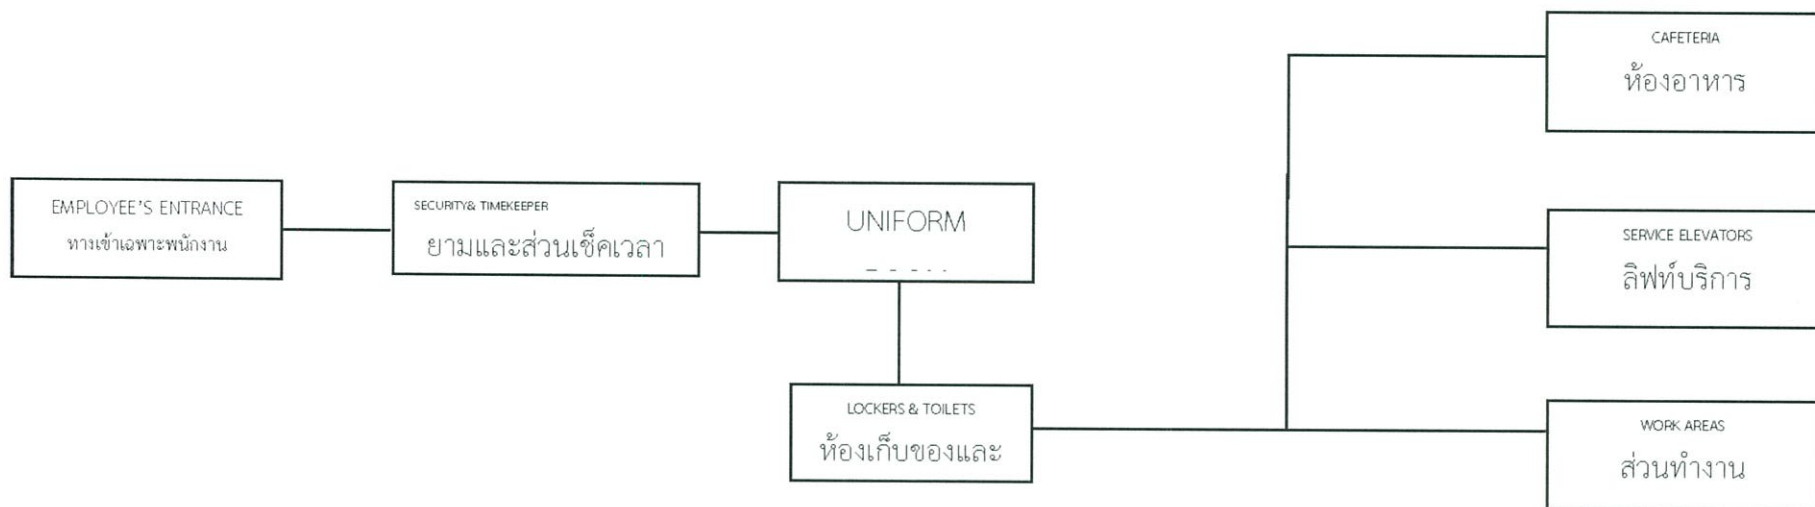 EMPLOYEE'S ENTRANCE
ทางเข้าเฉพาะพนักงาน
SECURITY& TIMEKEEPER
ยามและส่วนเช็คเวลา
UNIFORM
LOCKERS & TOILETS
ห้องเก็บของและ
CAFETERIA
ห้องอาหาร
SERVICE ELEVATORS
ลิฟท์บริการ
WORK AREAS
ส่วนทำงาน